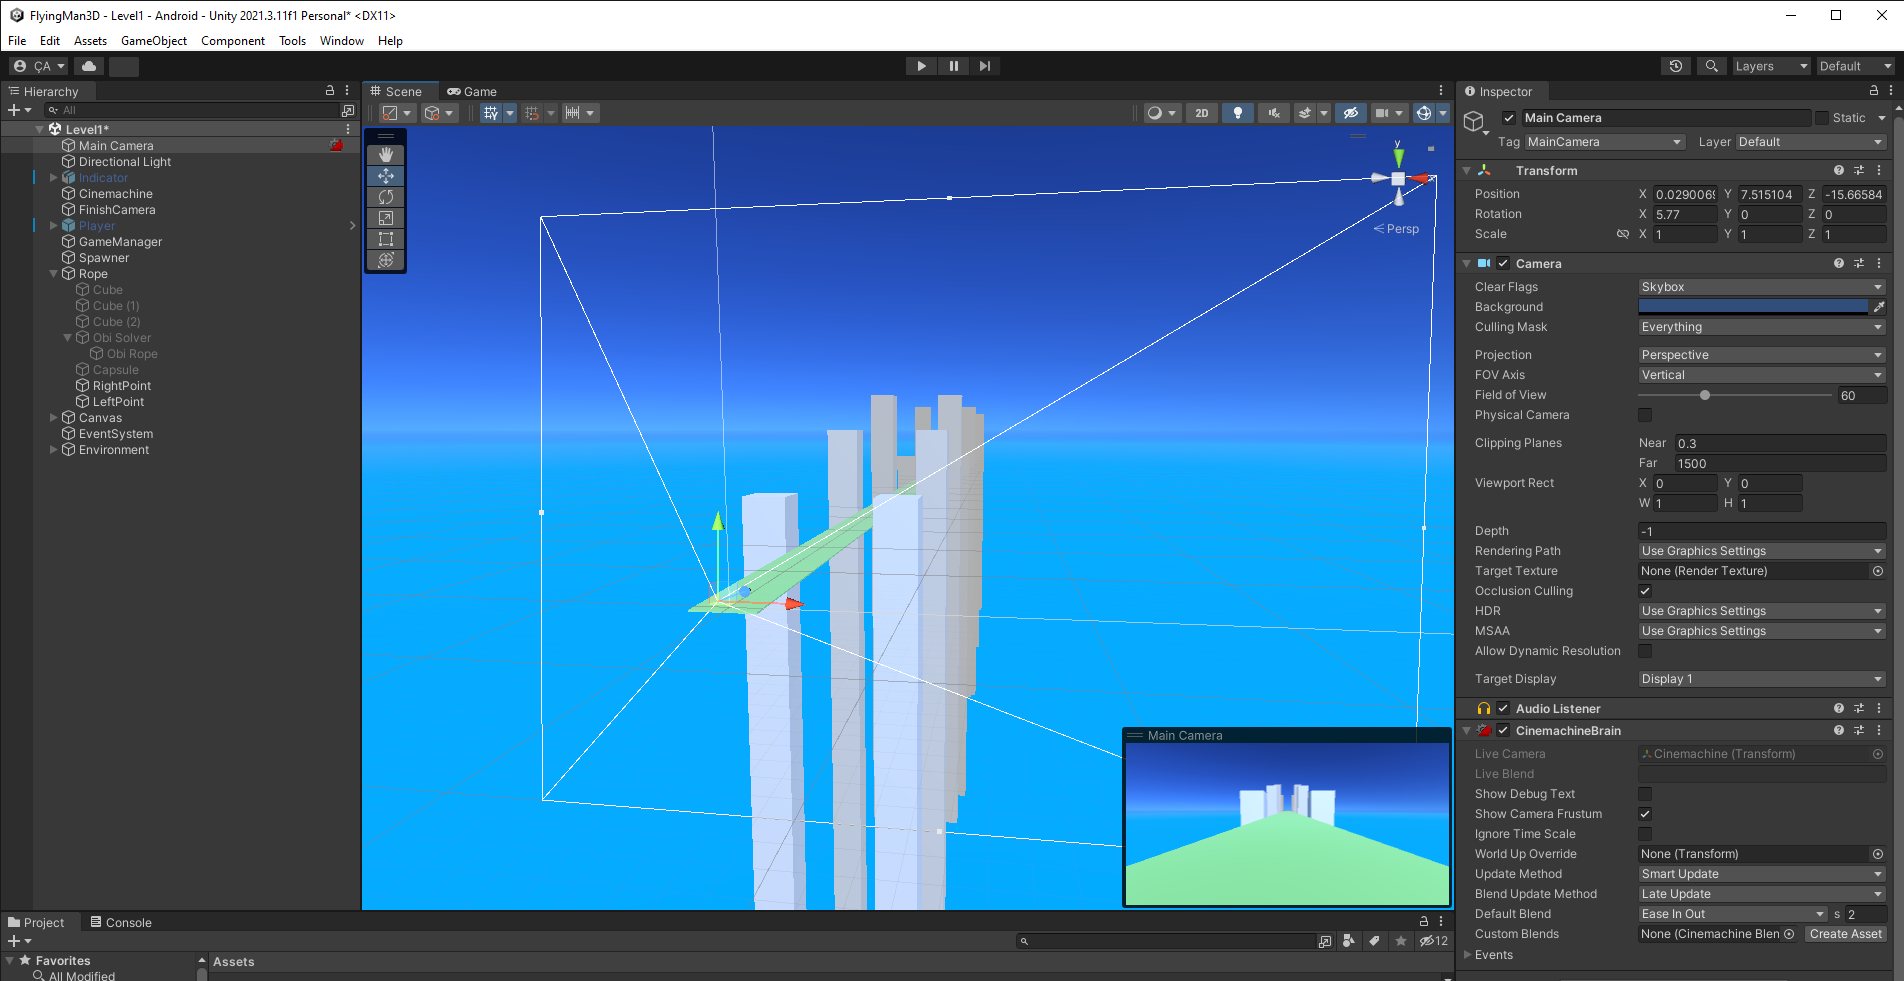 FlyingMan3D - Level1 - Android - Unity 2021.3.11f1 Personal* <DX11>
File Edit Assets GameObject Component Tools Window Help
ÇA
Layers
Default
Hierarchy
All
Level1*
Main Camera
Directional Light
Indicator
Cinemachine
FinishCamera
Player
GameManager
Spawner
Rope
Cube
Cube (1)
Cube (2)
Obi Solver
Obi Rope
Capsule
RightPoint
LeftPoint
Canvas
EventSystem
Environment
Scene Game
2D
y
Persp
Main Camera
Inspector
Main Camera Static
Tag MainCamera Layer Default
Transform
Position X 0.0290069 Y 7.515104 Z -15.66584
Rotation X 5.77 Y 0 Z 0
Scale X 1 Y 1 Z 1
Camera
Clear Flags Skybox
Background
Culling Mask Everything
Projection Perspective
FOV Axis Vertical
Field of View 60
Physical Camera
Clipping Planes Near 0.3
Far 1500
Viewport Rect X 0 Y 0
W 1 H 1
Depth -1
Rendering Path Use Graphics Settings
Target Texture None (Render Texture)
Occlusion Culling
HDR Use Graphics Settings
MSAA Use Graphics Settings
Allow Dynamic Resolution
Target Display Display 1
Audio Listener
CinemachineBrain
Live Camera Cinemachine (Transform)
Live Blend
Show Debug Text
Show Camera Frustum
Ignore Time Scale
World Up Override None (Transform)
Update Method Smart Update
Blend Update Method Late Update
Default Blend Ease In Out s 2
Custom Blends None (Cinemachine Blen Create Asset
Events
Project Console
12
Favorites
All Modified
Assets